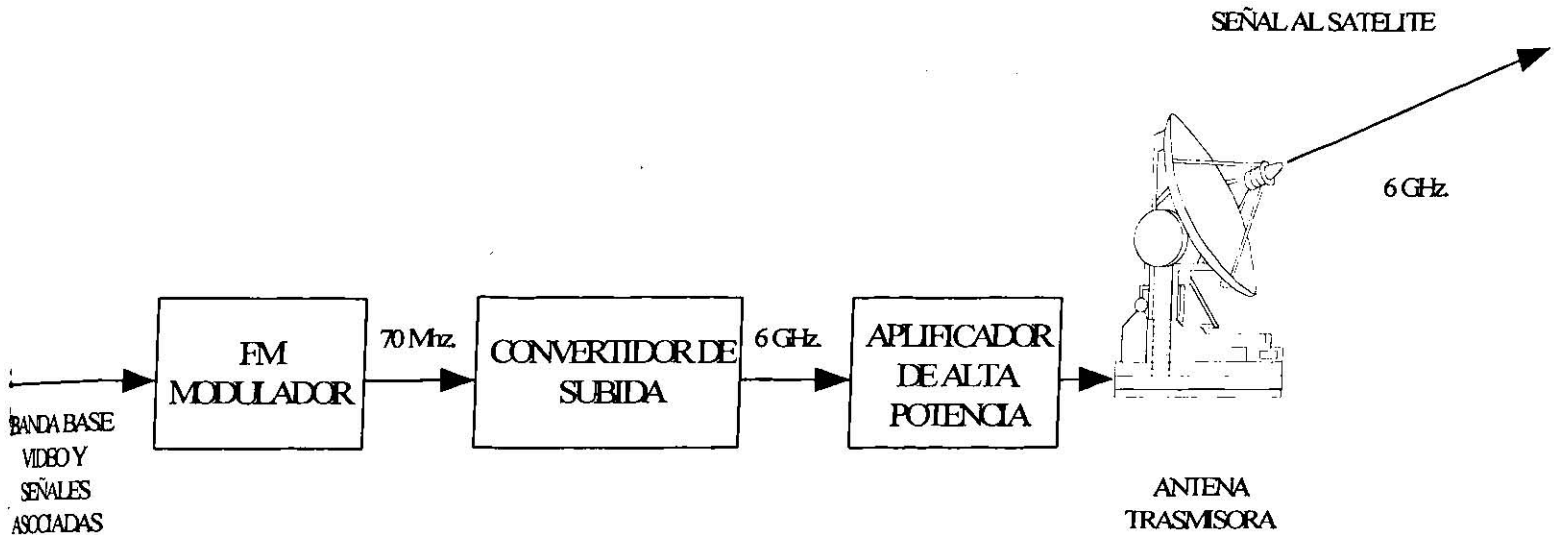 SEÑAL AL SATELITE
6 GHz.
BANDA BASE
VIDEO Y
SEÑALES
ASOCIADAS
FM
MODULADOR
70 Mhz.
CONVERTIDOR DE
SUBIDA
6 GHz.
APLIFICADOR
DE ALTA
POTENCIA
ANTENA
TRASMISORA